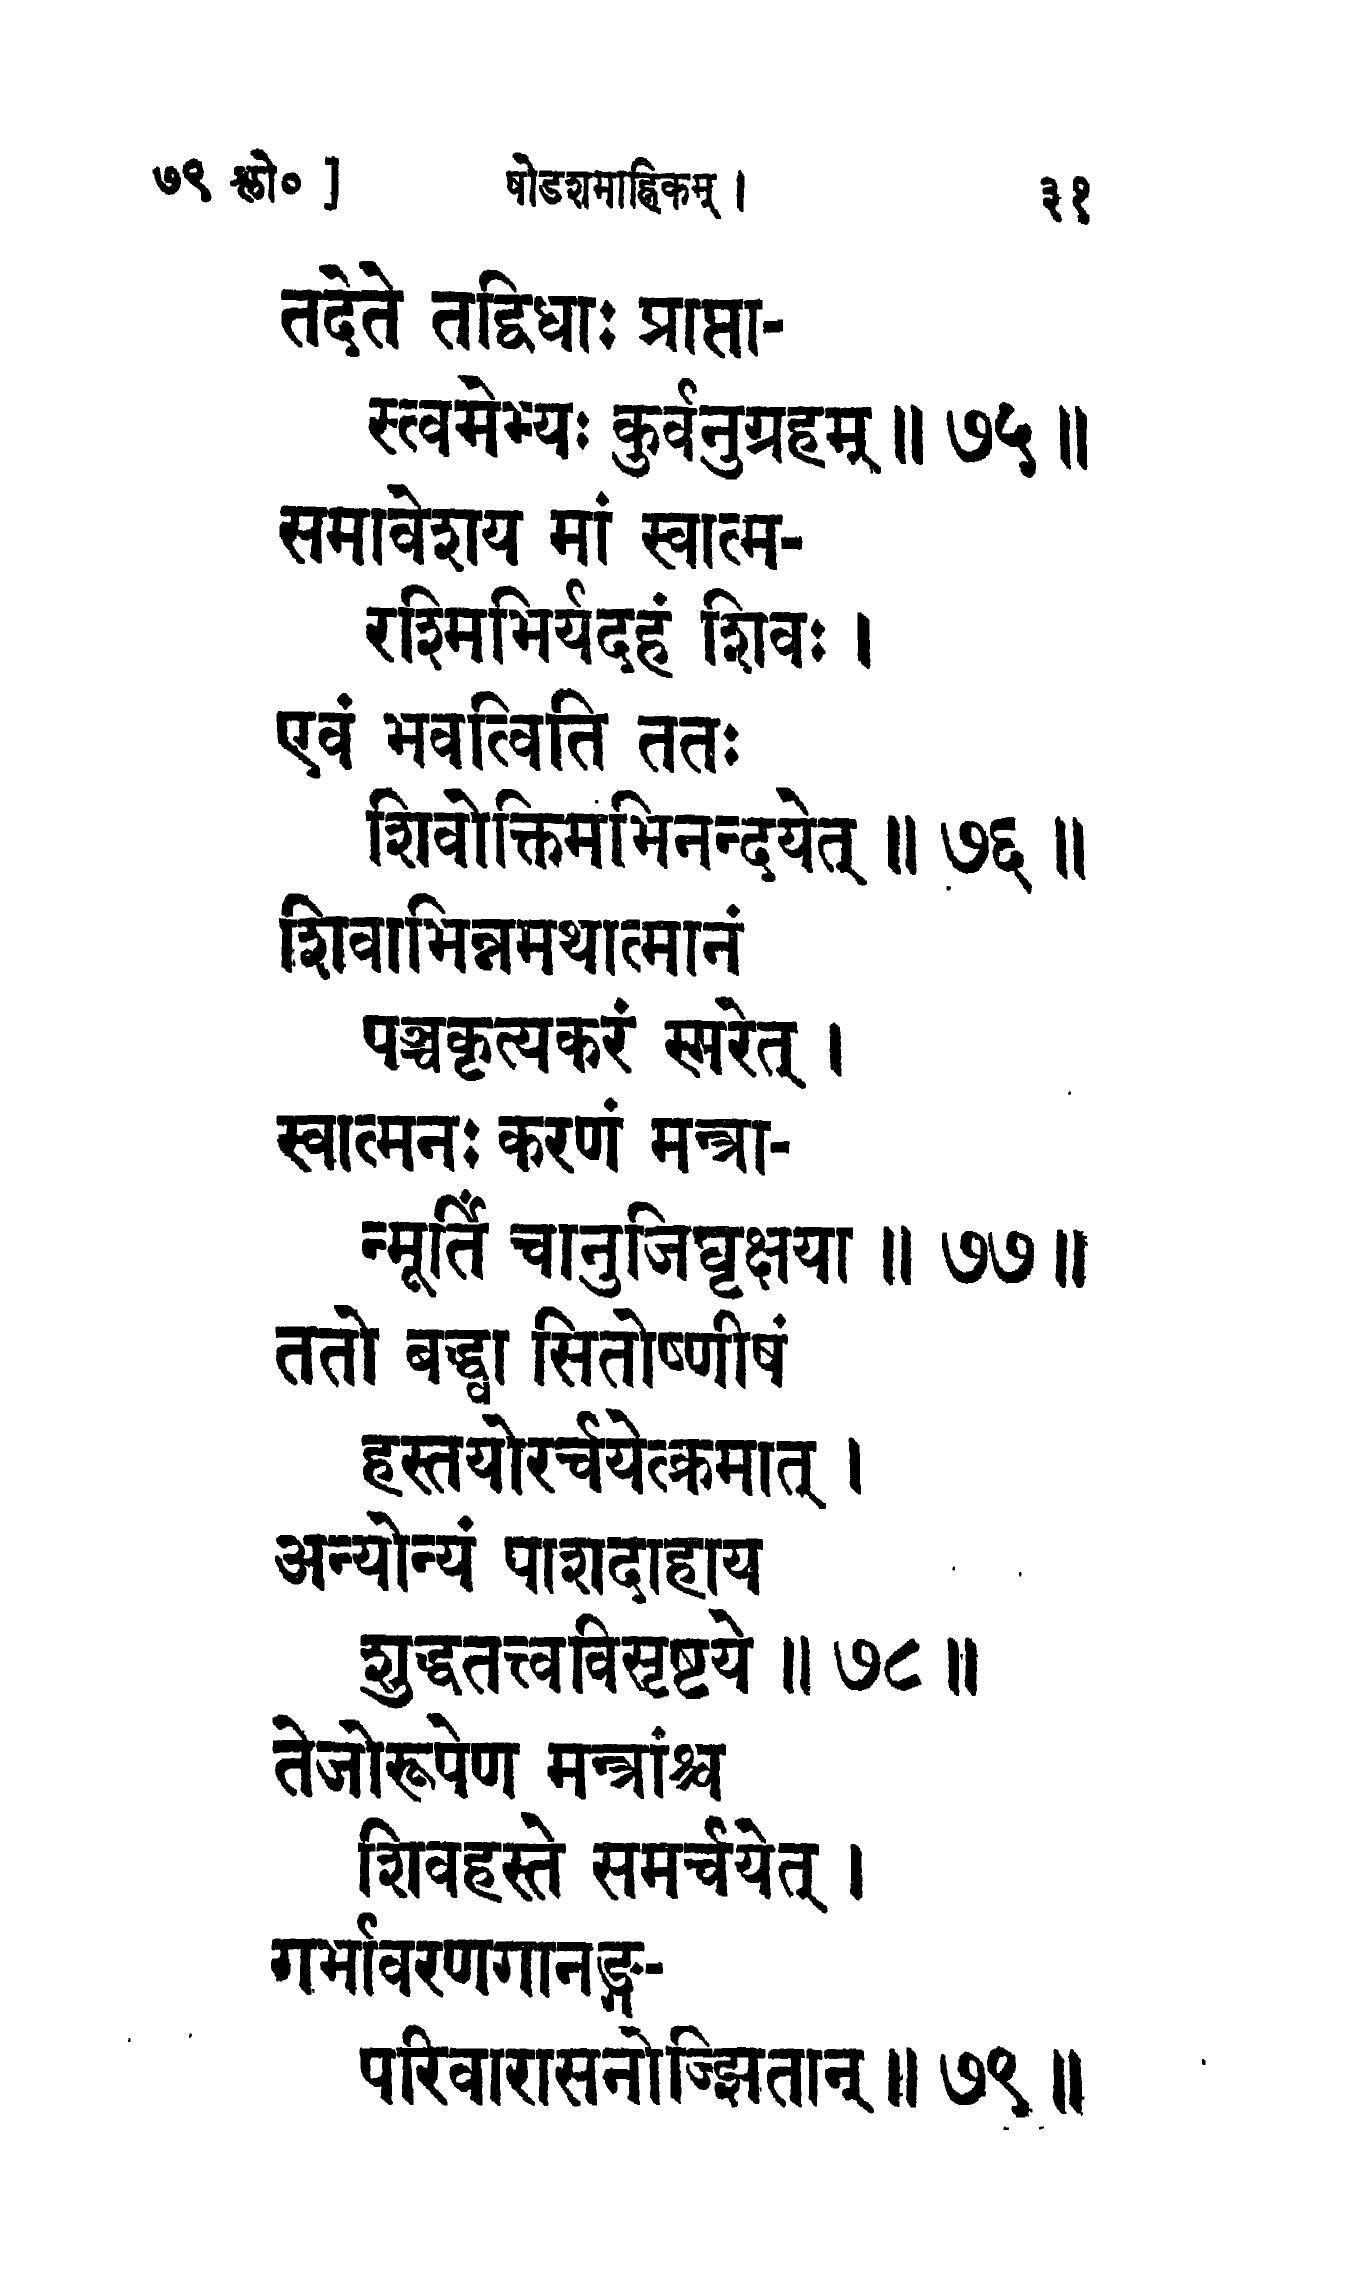 ७९ श्लो० ] षोडशमाह्निकम् । ३१
तदेते तद्विधाः प्राप्ता-
स्त्वमेभ्यः कुर्वनुग्रहम् ॥ ७५ ॥
समावेशय मां स्वात्म-
रश्मिभिर्यदहं शिवः ।
एवं भवत्विति ततः
शिवोक्तिमभिनन्दयेत् ॥ ७६ ॥
शिवाभिन्नमथात्मानं
पञ्चकृत्यकरं स्मरेत् ।
स्वात्मनः करणं मन्त्रा-
न्मूर्तिं चानुजिघृक्षया ॥ ७७ ॥
ततो बद्ध्वा सितोष्णीषं
हस्तयोरर्चयेत्क्रमात् ।
अन्योन्यं पाशदाहाय
शुद्धतत्त्वविसृष्टये ॥ ७८ ॥
तेजोरूपेण मन्त्रांश्च
शिवहस्ते समर्चयेत् ।
गर्भावरणगानङ्ग-
परिवारासनोज्झितान् ॥ ७९ ॥